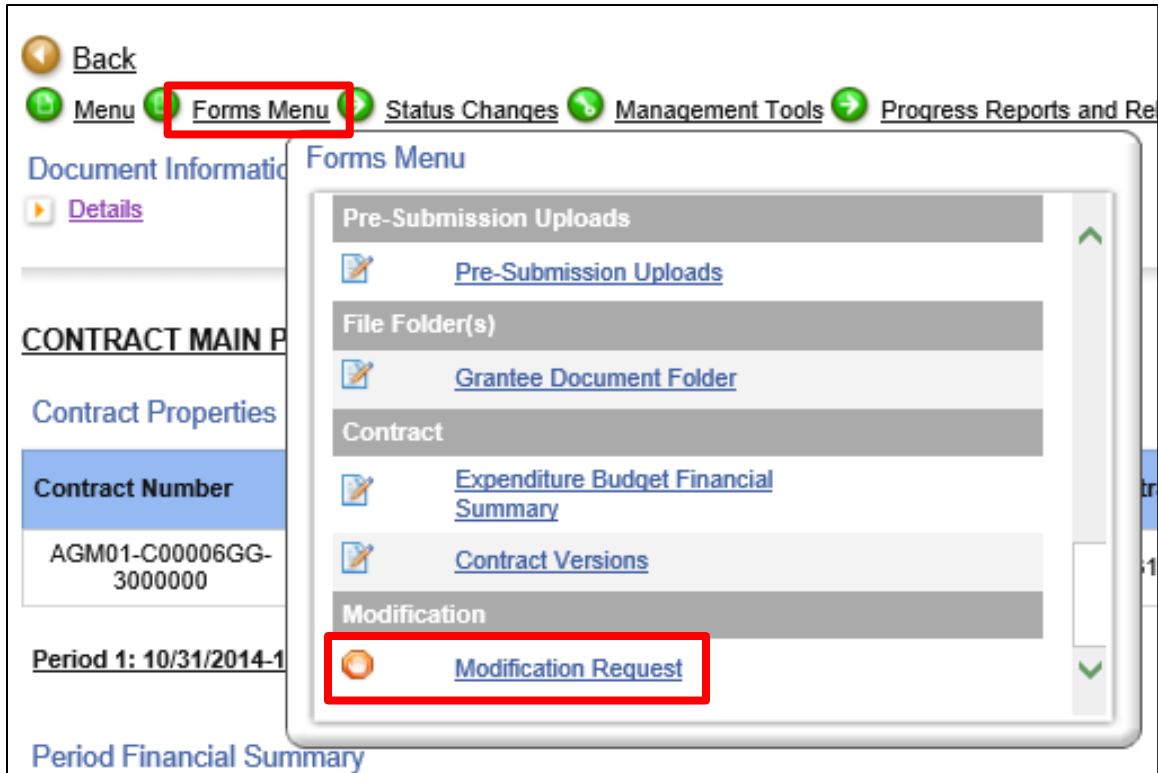 Back
Menu Forms Menu Status Changes Management Tools Progress Reports and Re
Document Informatio
Forms Menu
Details
Pre-Submission Uploads
Pre-Submission Uploads
File Folder(s)
Grantee Document Folder
CONTRACT MAIN P
Contract Properties
Contract
Contract Number
Expenditure Budget Financial
Summary
AGM01-C00006GG-
3000000
Contract Versions
Modification
Period 1: 10/31/2014-1
Modification Request
Period Financial Summary